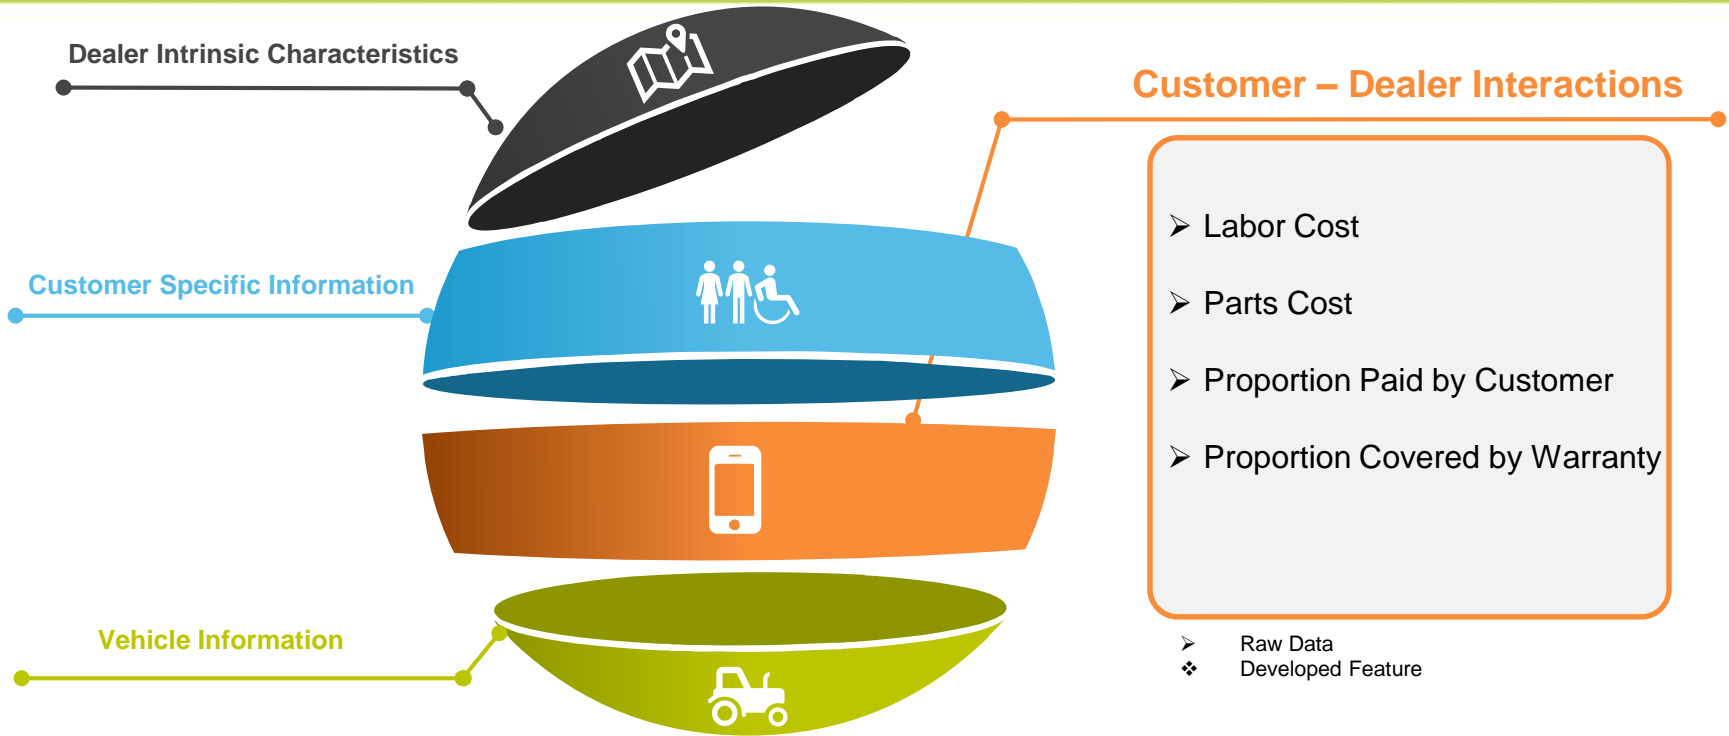 Dealer Intrinsic Characteristics
Customer – Dealer Interactions
➢ Labor Cost
Customer Specific Information
➢ Parts Cost
➢ Proportion Paid by Customer
➢ Proportion Covered by Warranty
Vehicle Information
➢ Raw Data
❖ Developed Feature